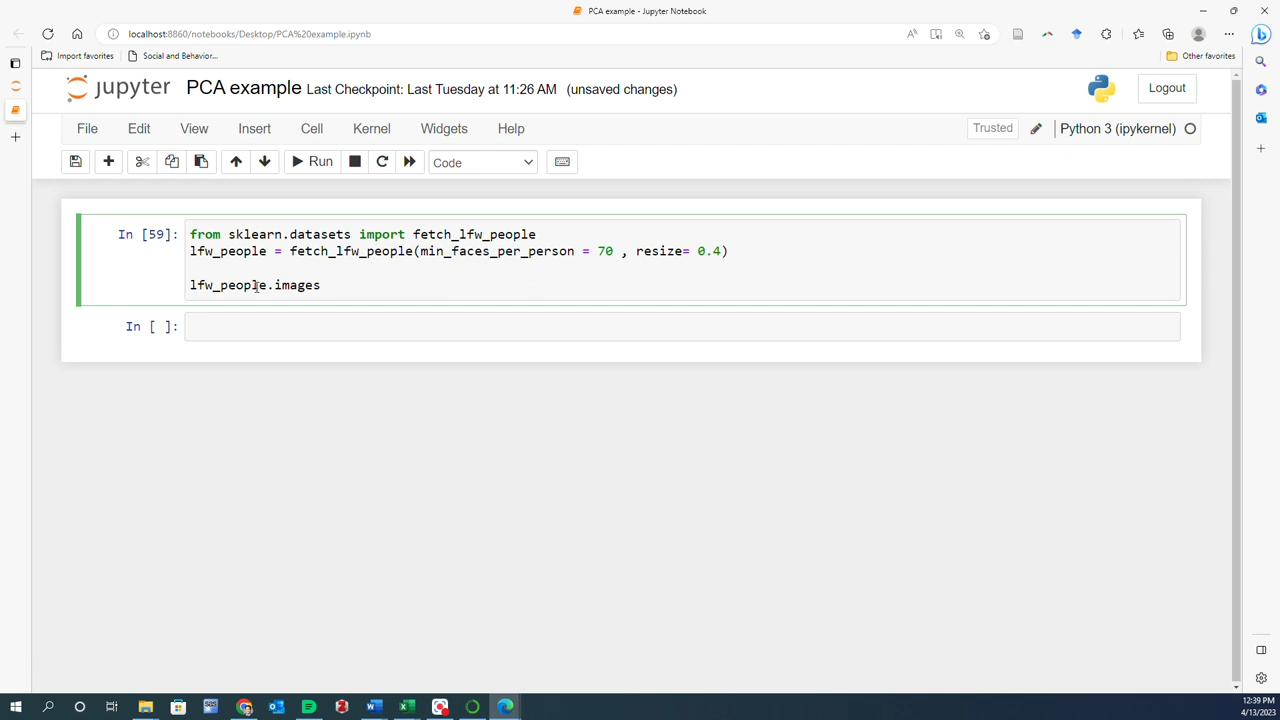 PCA example - Jupyter Notebook
localhost:8860/notebooks/Desktop/PCA%20example.ipynb
Import favorites
Social and Behavior...
Other favorites
jupyter PCA example Last Checkpoint: Last Tuesday at 11:26 AM (unsaved changes)
Logout
File Edit View Insert Cell Kernel Widgets Help
Trusted
Python 3 (ipykernel)
Run
Code
In [59]:
from sklearn.datasets import fetch_lfw_people
lfw_people = fetch_lfw_people(min_faces_per_person = 70 , resize= 0.4)
lfw_people.images
In [ ]:
12:39 PM
4/13/2023